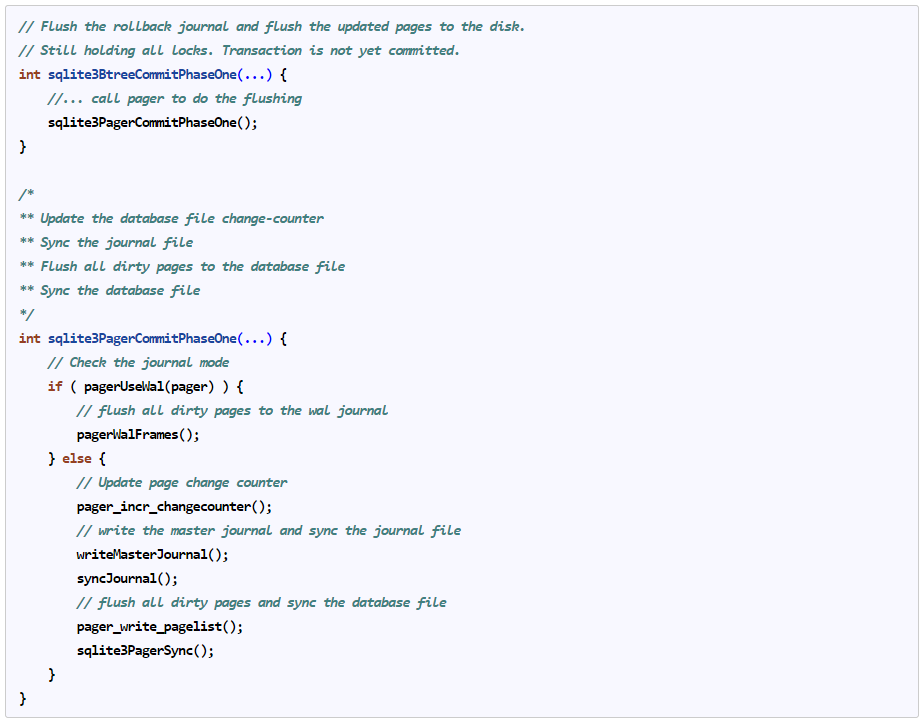 // Flush the rollback journal and flush the updated pages to the disk.
// Still holding all locks. Transaction is not yet committed.
int sqlite3BtreeCommitPhaseOne(...) {
    //... call pager to do the flushing
    sqlite3PagerCommitPhaseOne();
}

/*
** Update the database file change-counter
** Sync the journal file
** Flush all dirty pages to the database file
** Sync the database file
*/
int sqlite3PagerCommitPhaseOne(...) {
    // Check the journal mode
    if ( pagerUseWal(pager) ) {
        // flush all dirty pages to the wal journal
        pagerWalFrames();
    } else {
        // Update page change counter
        pager_incr_changecounter();
        // write the master journal and sync the journal file
        writeMasterJournal();
        syncJournal();
        // flush all dirty pages and sync the database file
        pager_write_pagelist();
        sqlite3PagerSync();
    }
}